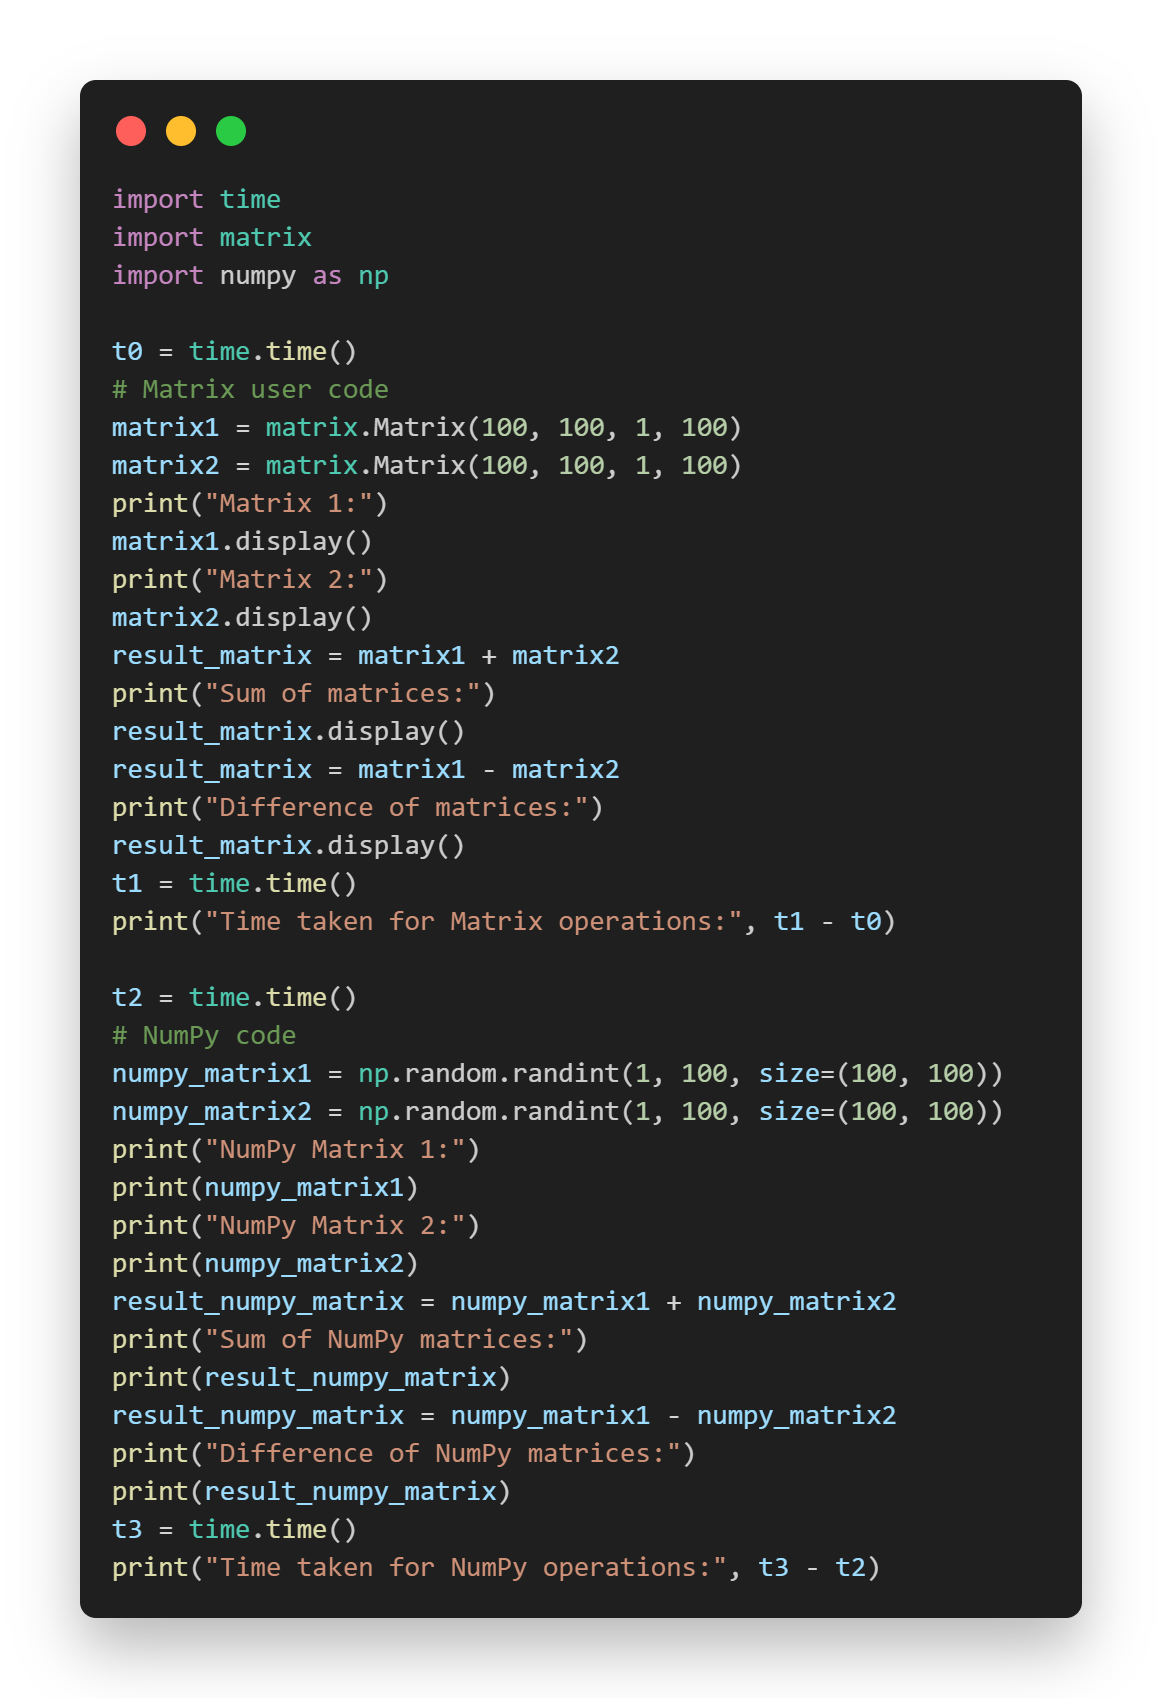 import time
import matrix
import numpy as np

t0 = time.time()
# Matrix user code
matrix1 = matrix.Matrix(100, 100, 1, 100)
matrix2 = matrix.Matrix(100, 100, 1, 100)
print("Matrix 1:")
matrix1.display()
print("Matrix 2:")
matrix2.display()
result_matrix = matrix1 + matrix2
print("Sum of matrices:")
result_matrix.display()
result_matrix = matrix1 - matrix2
print("Difference of matrices:")
result_matrix.display()
t1 = time.time()
print("Time taken for Matrix operations:", t1 - t0)

t2 = time.time()
# NumPy code
numpy_matrix1 = np.random.randint(1, 100, size=(100, 100))
numpy_matrix2 = np.random.randint(1, 100, size=(100, 100))
print("NumPy Matrix 1:")
print(numpy_matrix1)
print("NumPy Matrix 2:")
print(numpy_matrix2)
result_numpy_matrix = numpy_matrix1 + numpy_matrix2
print("Sum of NumPy matrices:")
print(result_numpy_matrix)
result_numpy_matrix = numpy_matrix1 - numpy_matrix2
print("Difference of NumPy matrices:")
print(result_numpy_matrix)
t3 = time.time()
print("Time taken for NumPy operations:", t3 - t2)